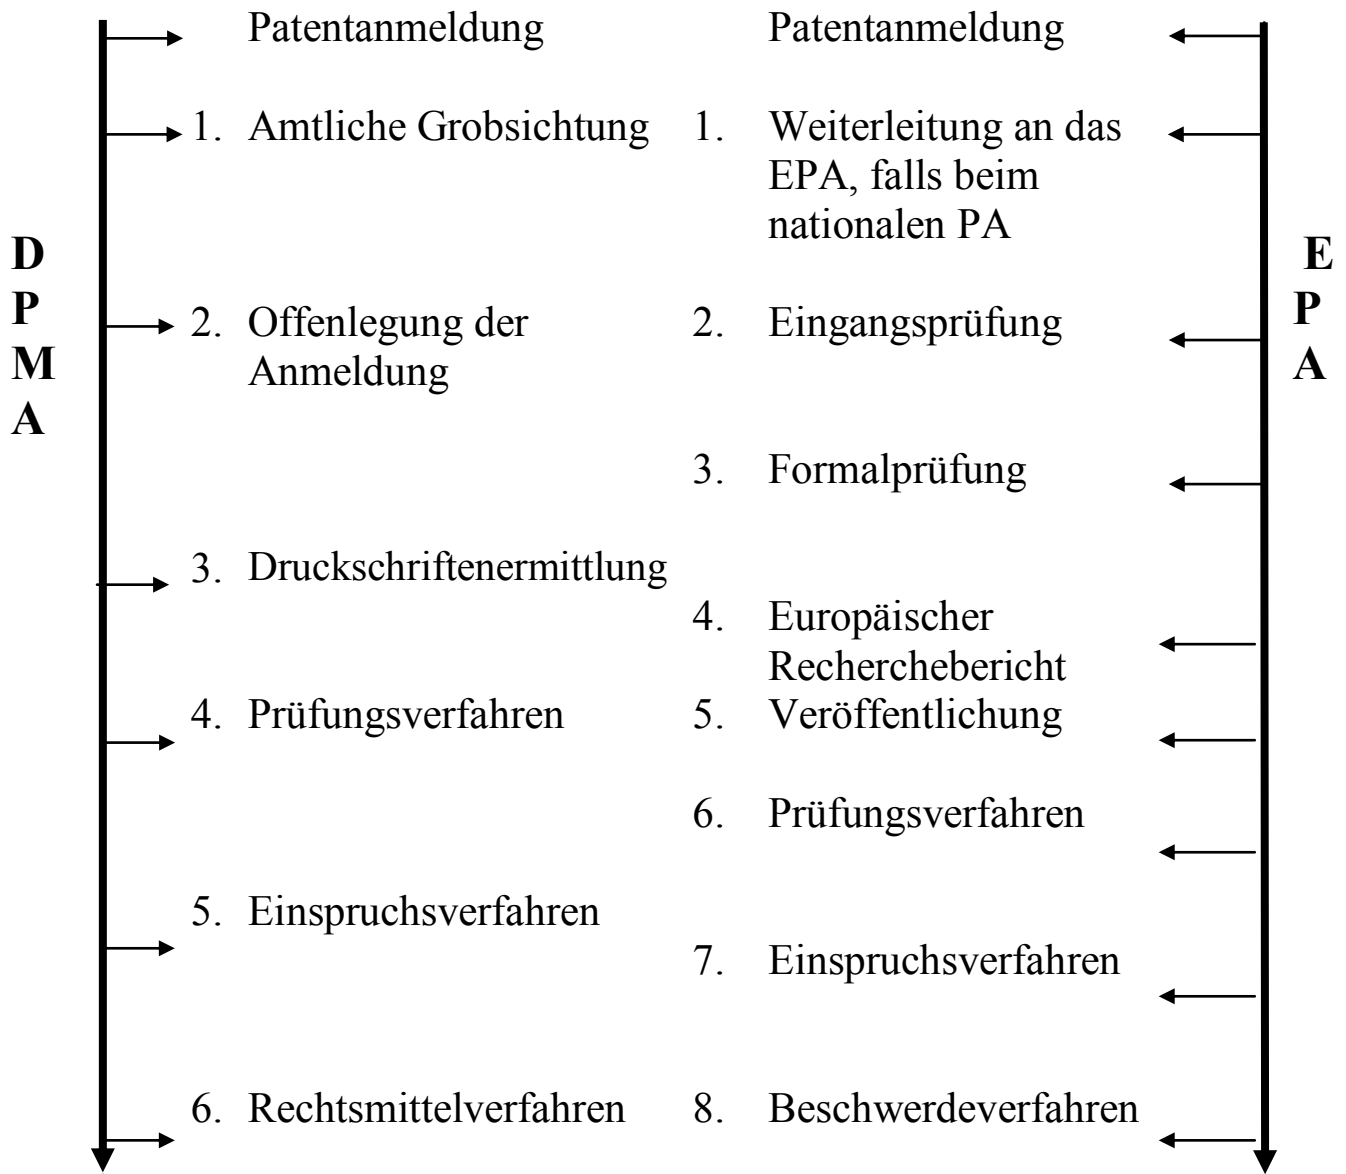 D
P
M
A
Patentanmeldung
1. Amtliche Grobsichtung
2. Offenlegung der
Anmeldung
3. Druckschriftenermittlung
4. Prüfungsverfahren
5. Einspruchsverfahren
6. Rechtsmittelverfahren
Patentanmeldung
1. Weiterleitung an das
EPA, falls beim
nationalen PA
2. Eingangsprüfung
3. Formalprüfung
4. Europäischer
Recherchebericht
5. Veröffentlichung
6. Prüfungsverfahren
7. Einspruchsverfahren
8. Beschwerdeverfahren
E
P
A